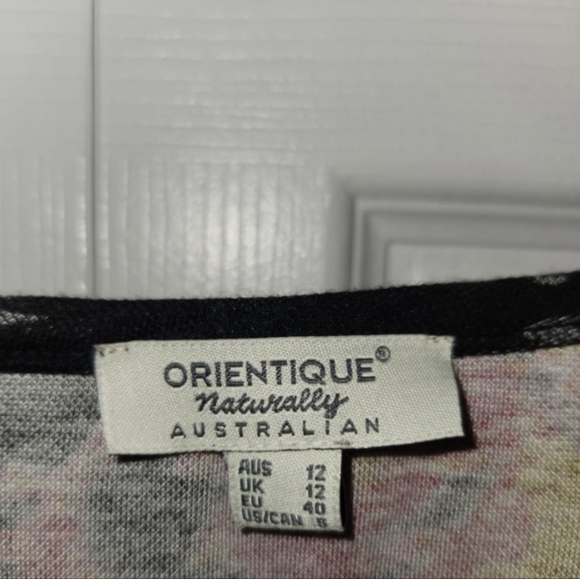 ORIENTIQUE®
naturally
AUSTRALIAN
AUS 12
UK 12
EU 40
US/CAN 8